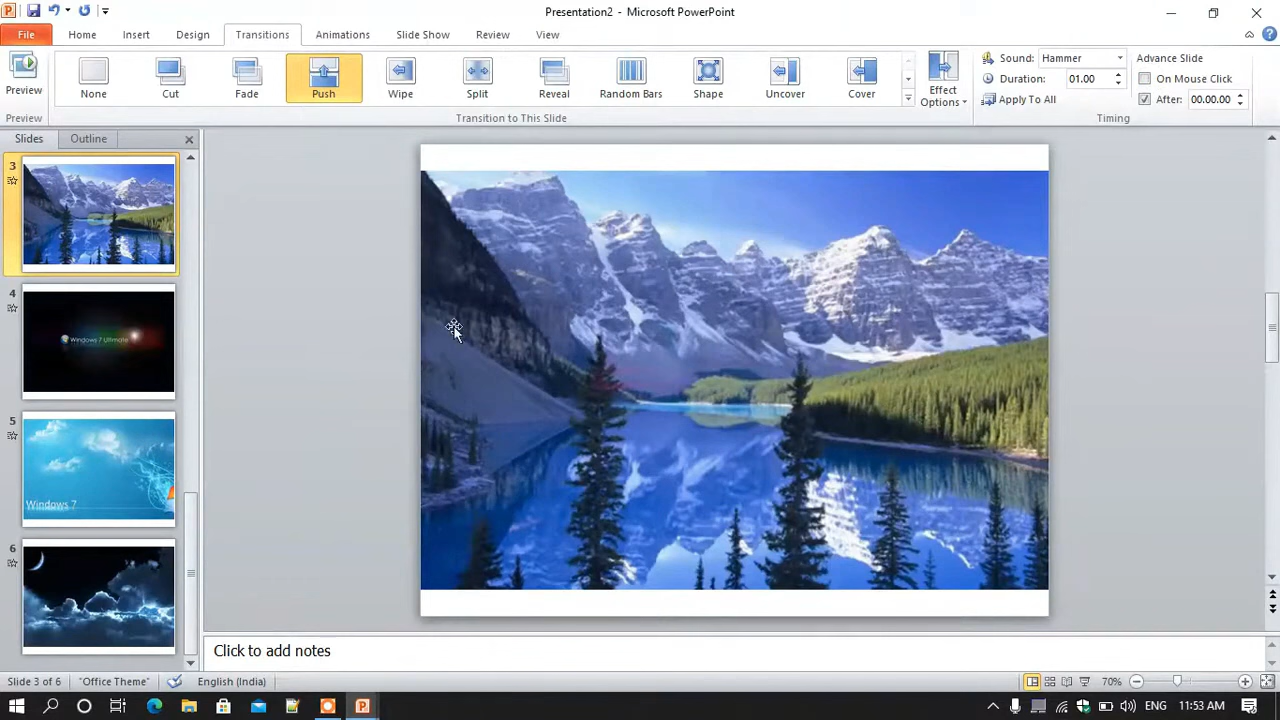 Presentation2 - Microsoft PowerPoint
File Home Insert Design Transitions Animations Slide Show Review View
Preview
None Cut Fade Push Wipe Split Reveal Random Bars Shape Uncover Cover
Effect Options
Sound: Hammer
Duration: 01.00
Apply To All
Advance Slide
On Mouse Click
After: 00:00.00
Preview Transition to This Slide Timing
Slides Outline
3
4
Windows 7 Ultimate
5
Windows 7
6
Click to add notes
Slide 3 of 6 "Office Theme" English (India) 70%
ENG 11:53 AM